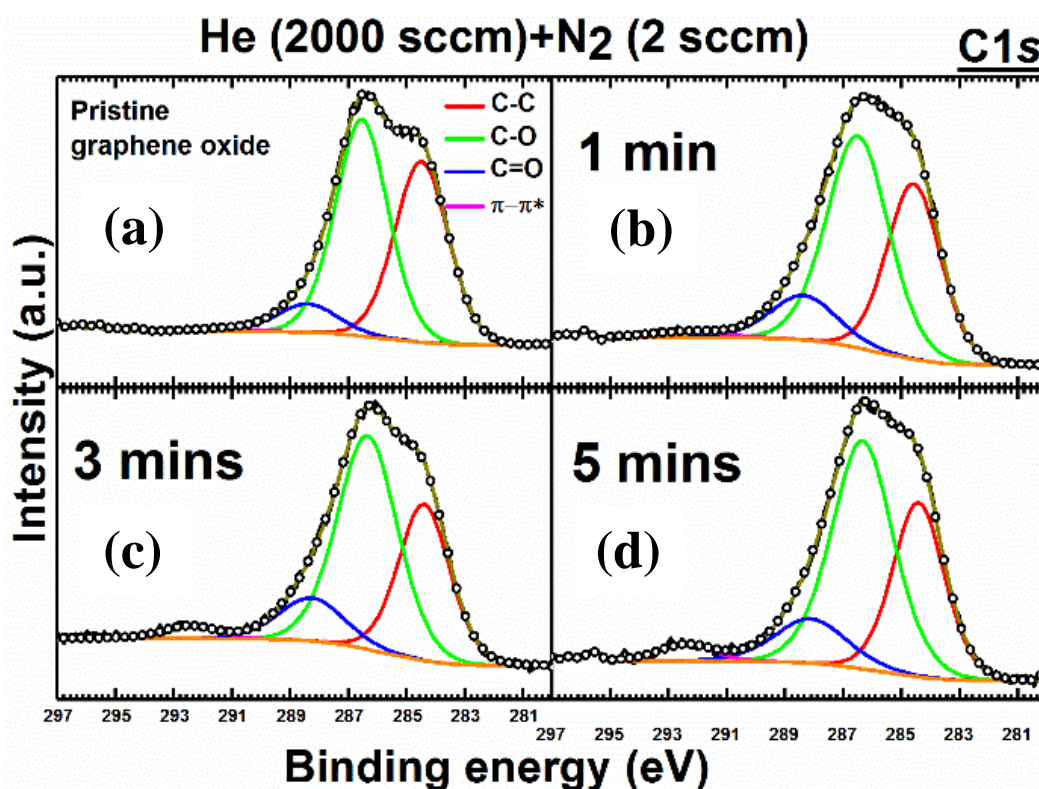 He (2000 sccm)+N₂ (2 sccm)
C1s
Pristine
graphene oxide
C-C
C-O
C=O
π–π*
(a)
1 min
(b)
3 mins
(c)
5 mins
(d)
Intensity (a.u.)
297 295 293 291 289 287 285 283 281
297 295 293 291 289 287 285 283 281
Binding energy (eV)